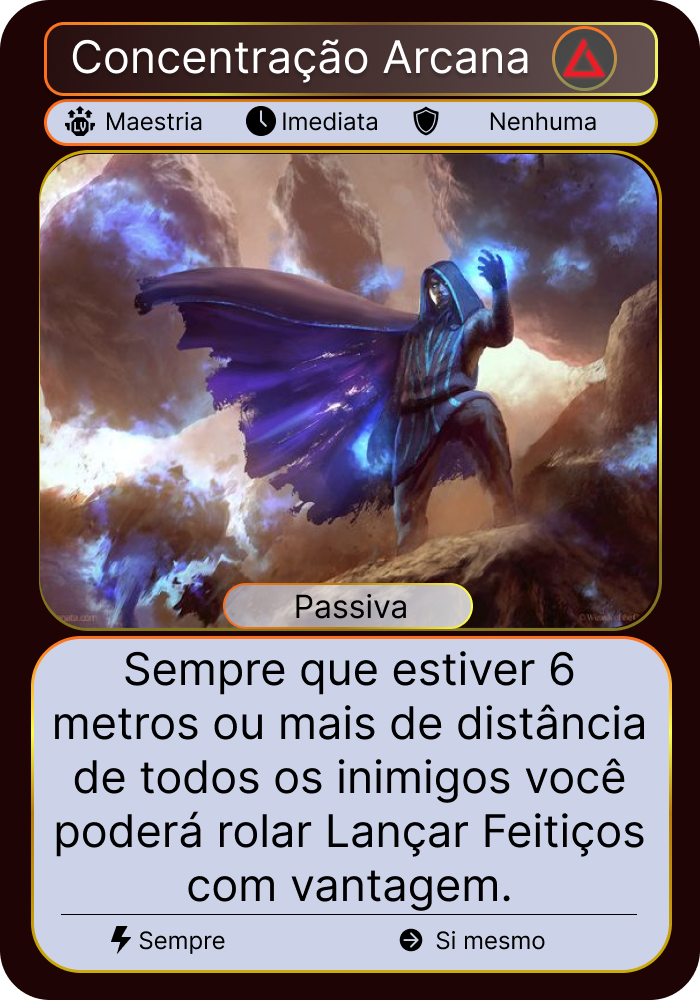 Concentração Arcana
LV Maestria Imediata Nenhuma
Passiva
Sempre que estiver 6
metros ou mais de distância
de todos os inimigos você
poderá rolar Lançar Feitiços
com vantagem.
Sempre Si mesmo